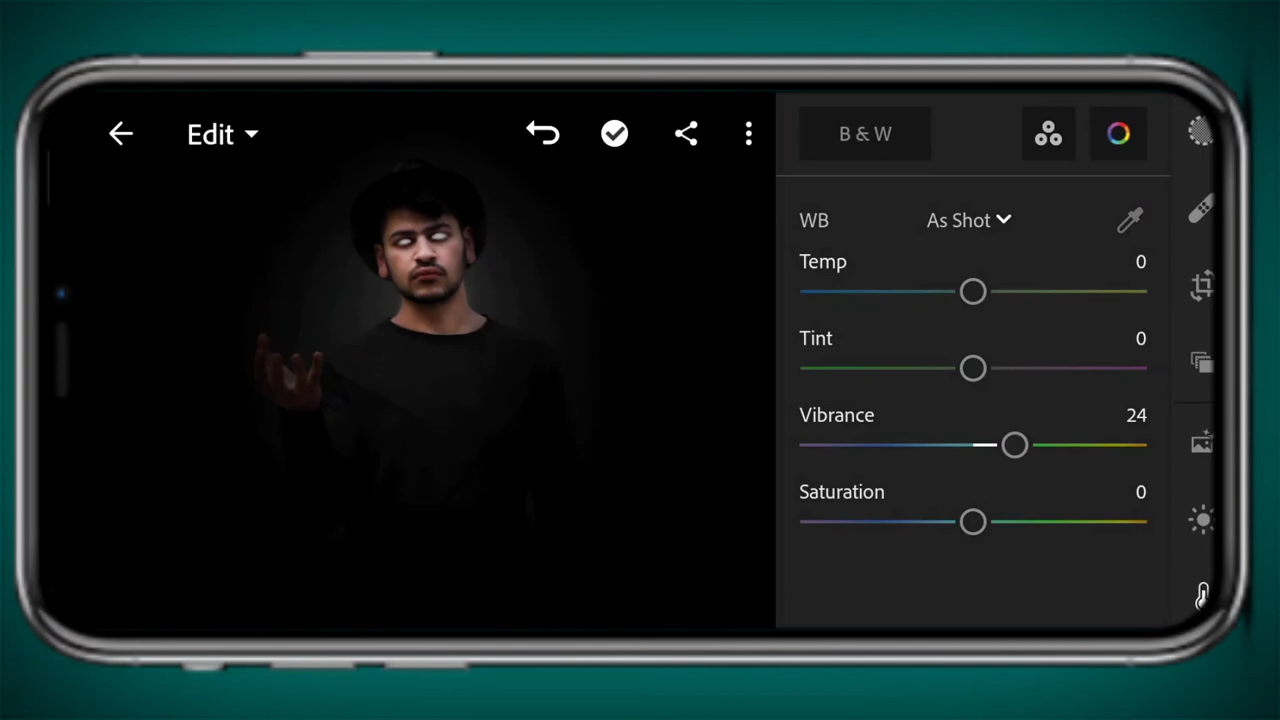 Edit
B & W
WB As Shot
Temp 0
Tint 0
Vibrance 24
Saturation 0